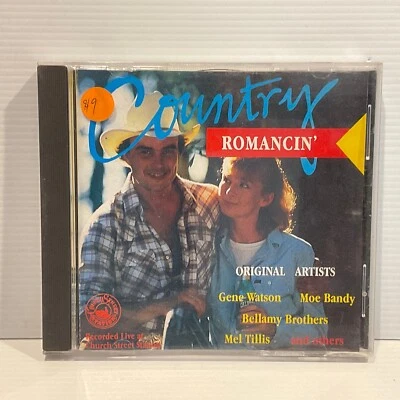 #9
Country
ROMANCIN'
ORIGINAL ARTISTS
Gene Watson Moe Bandy
Bellamy Brothers
Mel Tillis and others
Recorded Live at
Church Street Station